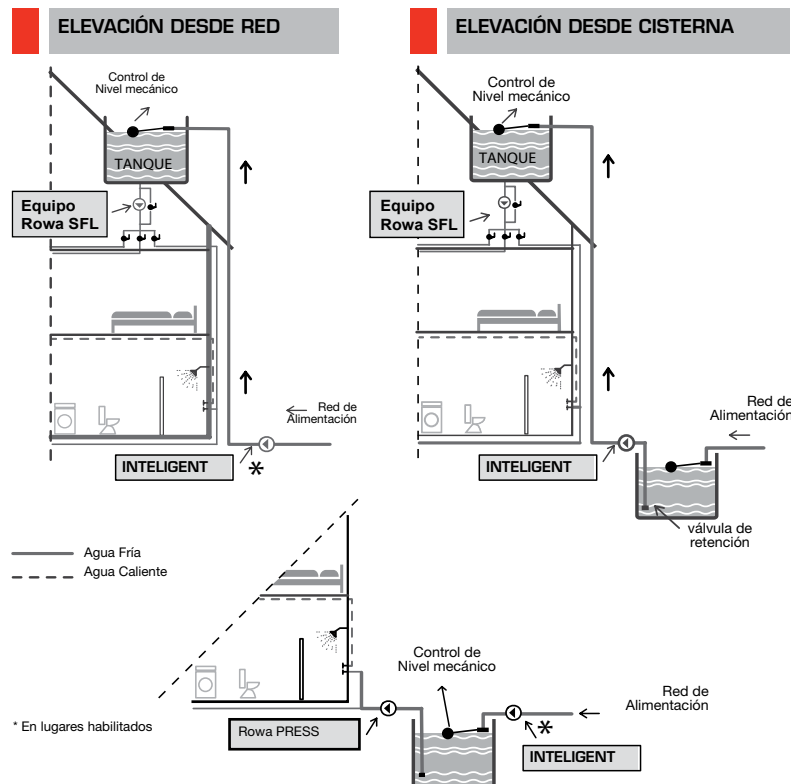 ELEVACIÓN DESDE RED
Control de
Nivel mecánico
TANQUE
Equipo
Rowa SFL
Red de
Alimentación
INTELIGENT
*
ELEVACIÓN DESDE CISTERNA
Control de
Nivel mecánico
TANQUE
Equipo
Rowa SFL
Red de
Alimentación
INTELIGENT
válvula de
retención
Agua Fría
Agua Caliente
Control de
Nivel mecánico
Red de
Alimentación
* En lugares habilitados
Rowa PRESS
*
INTELIGENT